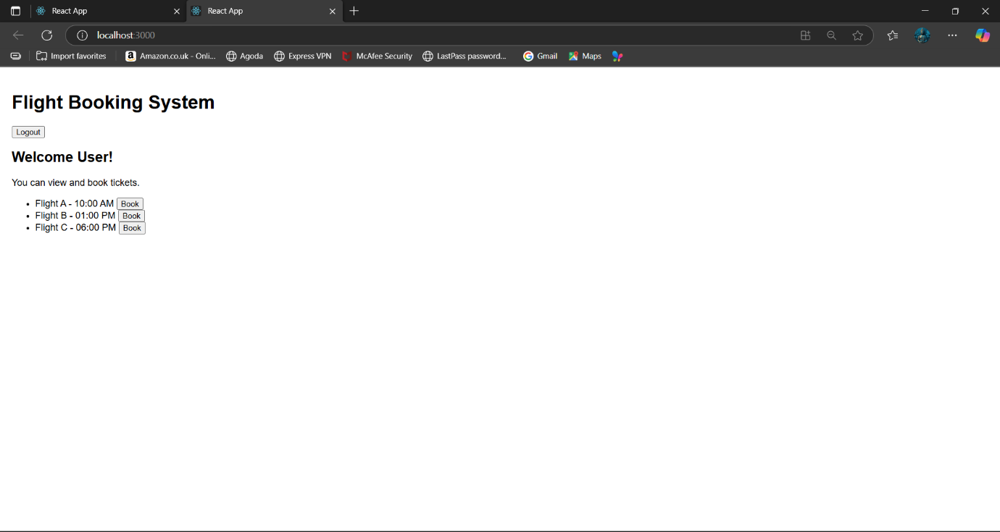 React App
React App
localhost:3000
Import favorites
Amazon.co.uk - Onli...
Agoda
Express VPN
McAfee Security
LastPass password...
Gmail
Maps
Flight Booking System
Logout
Welcome User!
You can view and book tickets.
Flight A - 10:00 AM Book
Flight B - 01:00 PM Book
Flight C - 06:00 PM Book